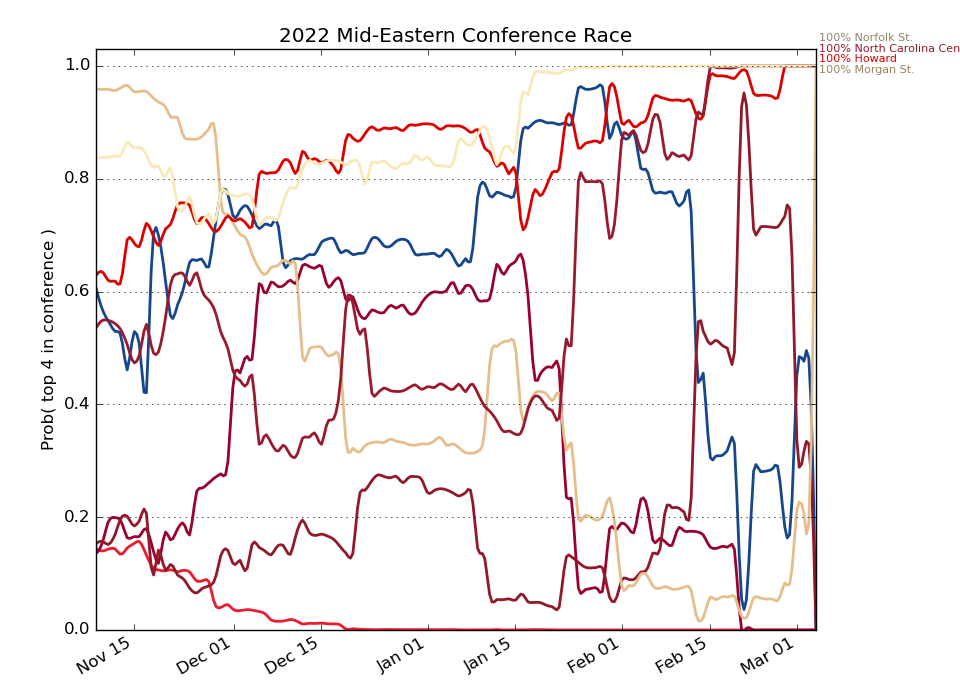 2022 Mid-Eastern Conference Race
100% Norfolk St.
100% North Carolina Cen
100% Howard
100% Morgan St.
Prob( top 4 in conference )
1.0
0.8
0.6
0.4
0.2
0.0
Nov 15
Dec 01
Dec 15
Jan 01
Jan 15
Feb 01
Feb 15
Mar 01